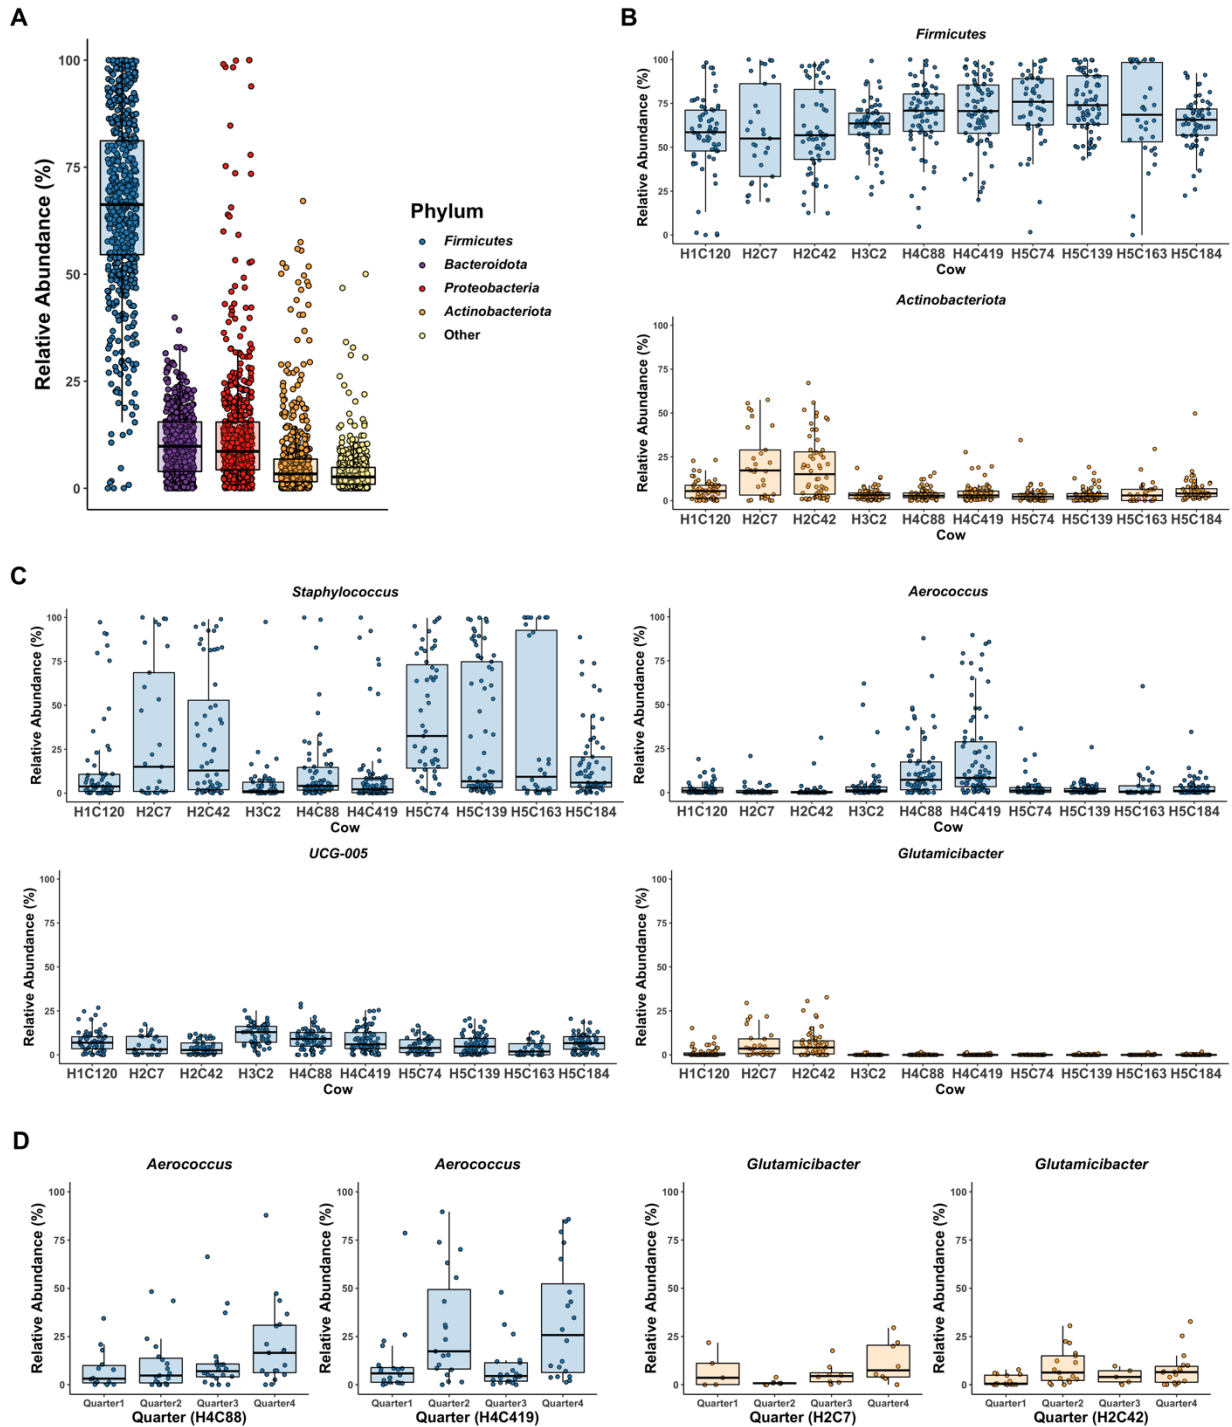 A
Relative Abundance (%)
100
75
50
25
0
Phylum
Firmicutes
Bacteroidota
Proteobacteria
Actinobacteriota
Other
B
Firmicutes
Relative Abundance (%)
100
75
50
25
0
H1C120 H2C7 H2C42 H3C2 H4C88 H4C419 H5C74 H5C139 H5C163 H5C184
Cow
Actinobacteriota
Relative Abundance (%)
100
75
50
25
0
H1C120 H2C7 H2C42 H3C2 H4C88 H4C419 H5C74 H5C139 H5C163 H5C184
Cow
C
Staphylococcus
Relative Abundance (%)
100
75
50
25
0
H1C120 H2C7 H2C42 H3C2 H4C88 H4C419 H5C74 H5C139 H5C163 H5C184
Cow
Aerococcus
Relative Abundance (%)
100
75
50
25
0
H1C120 H2C7 H2C42 H3C2 H4C88 H4C419 H5C74 H5C139 H5C163 H5C184
Cow
UCG-005
Relative Abundance (%)
100
75
50
25
0
H1C120 H2C7 H2C42 H3C2 H4C88 H4C419 H5C74 H5C139 H5C163 H5C184
Cow
Glutamicibacter
Relative Abundance (%)
100
75
50
25
0
H1C120 H2C7 H2C42 H3C2 H4C88 H4C419 H5C74 H5C139 H5C163 H5C184
Cow
D
Aerococcus
Relative Abundance (%)
100
75
50
25
0
Quarter1 Quarter2 Quarter3 Quarter4
Quarter (H4C88)
Aerococcus
Relative Abundance (%)
100
75
50
25
0
Quarter1 Quarter2 Quarter3 Quarter4
Quarter (H4C419)
Glutamicibacter
Relative Abundance (%)
100
75
50
25
0
Quarter1 Quarter2 Quarter3 Quarter4
Quarter (H2C7)
Glutamicibacter
Relative Abundance (%)
100
75
50
25
0
Quarter1 Quarter2 Quarter3 Quarter4
Quarter (H2C42)